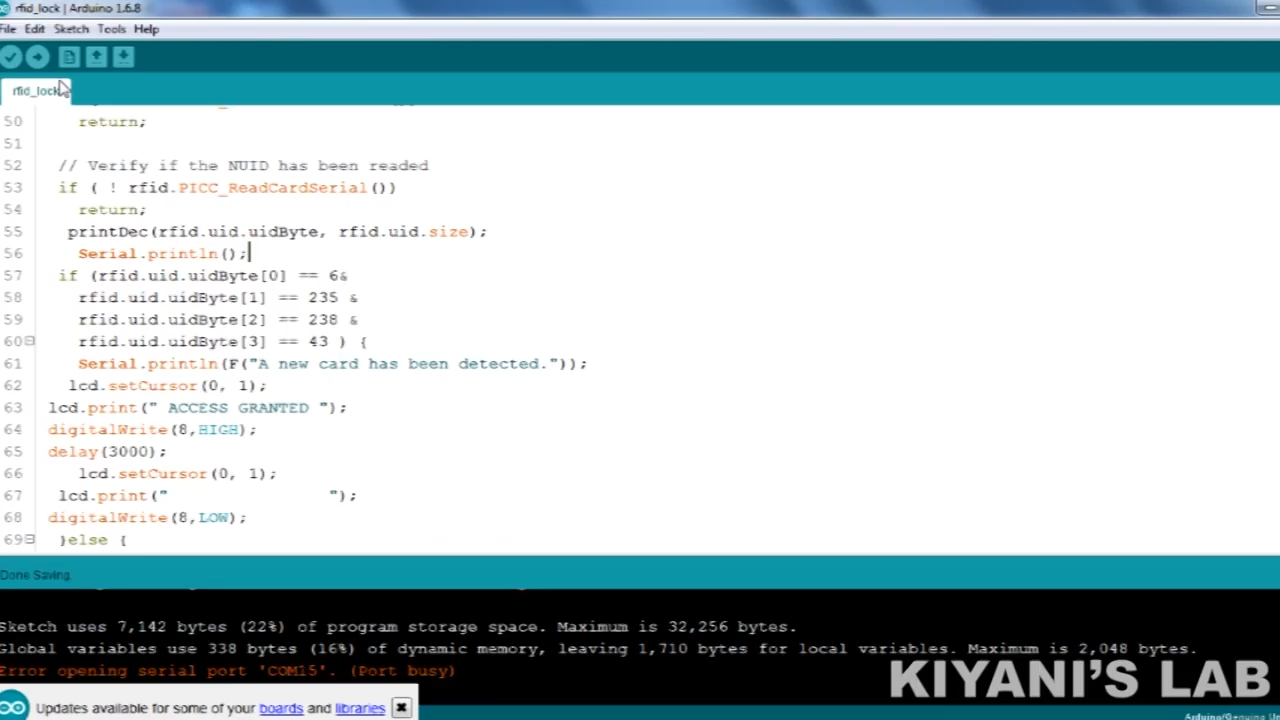 rfid_lock | Arduino 1.6.8
File Edit Sketch Tools Help
rfid_lock
50 return;
51
52 // Verify if the NUID has been readed
53 if ( ! rfid.PICC_ReadCardSerial())
54 return;
55 printDec(rfid.uid.uidByte, rfid.uid.size);
56 Serial.println();
57 if (rfid.uid.uidByte[0] == 6&
58 rfid.uid.uidByte[1] == 235 &
59 rfid.uid.uidByte[2] == 238 &
60 rfid.uid.uidByte[3] == 43 ) {
61 Serial.println(F("A new card has been detected."));
62 lcd.setCursor(0, 1);
63 lcd.print(" ACCESS GRANTED ");
64 digitalWrite(8,HIGH);
65 delay(3000);
66 lcd.setCursor(0, 1);
67 lcd.print("                ");
68 digitalWrite(8,LOW);
69 }else {
Done Saving.
Sketch uses 7,142 bytes (22%) of program storage space. Maximum is 32,256 bytes.
Global variables use 338 bytes (16%) of dynamic memory, leaving 1,710 bytes for local variables. Maximum is 2,048 bytes.
Error opening serial port 'COM15'. (Port busy)
KIYANI'S LAB
Updates available for some of your boards and libraries